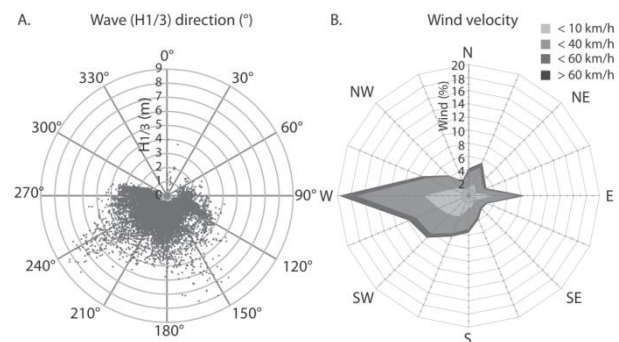 A.
Wave (H1/3) direction (°)
0°
30°
60°
90°
120°
150°
180°
210°
240°
270°
300°
330°
H1/3 (m)
9
8
7
6
5
4
3
2
1
0
B.
Wind velocity
< 10 km/h
< 40 km/h
< 60 km/h
> 60 km/h
N
NE
E
SE
S
SW
W
NW
Wind (%)
20
18
16
14
12
10
8
6
4
2